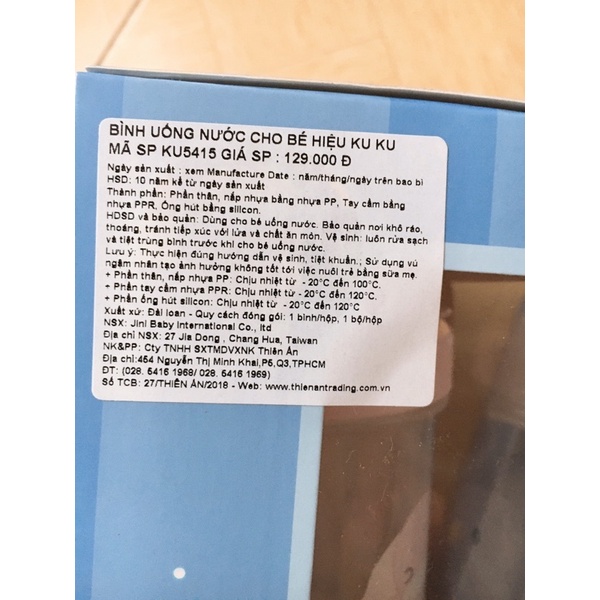 BÌNH UỐNG NƯỚC CHO BÉ HIỆU KU KU
MÃ SP KU5415 GIÁ SP : 129.000 Đ
Ngày sản xuất : xem Manufacture Date : năm/tháng/ngày trên bao bì
HSD: 10 năm kể từ ngày sản xuất
Thành phần: Phần thân, nắp nhựa bằng nhựa PP, Tay cầm bằng
nhựa PPR, Ống hút bằng silicon.
HDSD và bảo quản: Dùng cho bé uống nước. Bảo quản nơi khô ráo,
thoáng, tránh tiếp xúc với lửa và chất ăn mòn. Vệ sinh: luôn rửa sạch
và tiệt trùng bình trước khi cho bé uống nước.
Lưu ý: Thực hiện đúng hướng dẫn vệ sinh, tiệt khuẩn.; Sử dụng vú
ngậm nhân tạo ảnh hưởng không tốt tới việc nuôi trẻ bằng sữa mẹ.
+ Phần thân, nắp nhựa PP: Chịu nhiệt từ - 20°C đến 100°C.
+ Phần tay cầm nhựa PPR: Chịu nhiệt từ - 20°C đến 120°C.
+ Phần ống hút silicon: Chịu nhiệt từ - 20°C đến 120°C
Xuất xứ: Đài loan - Quy cách đóng gói: 1 bình/hộp, 1 bộ/hộp
NSX: Jini Baby International Co., ltd
Địa chỉ NSX: 27 Jia Dong , Chang Hua, Taiwan
NK&PP: Cty TNHH SXTMDVXNK Thiên Ân
Địa chỉ:454 Nguyễn Thị Minh Khai,P5,Q3,TPHCM
ĐT: (028. 5416 1968/ 028. 5416 1969)
Số TCB: 27/THIÊN ÂN/2018 - Web: www.thienantrading.com.vn